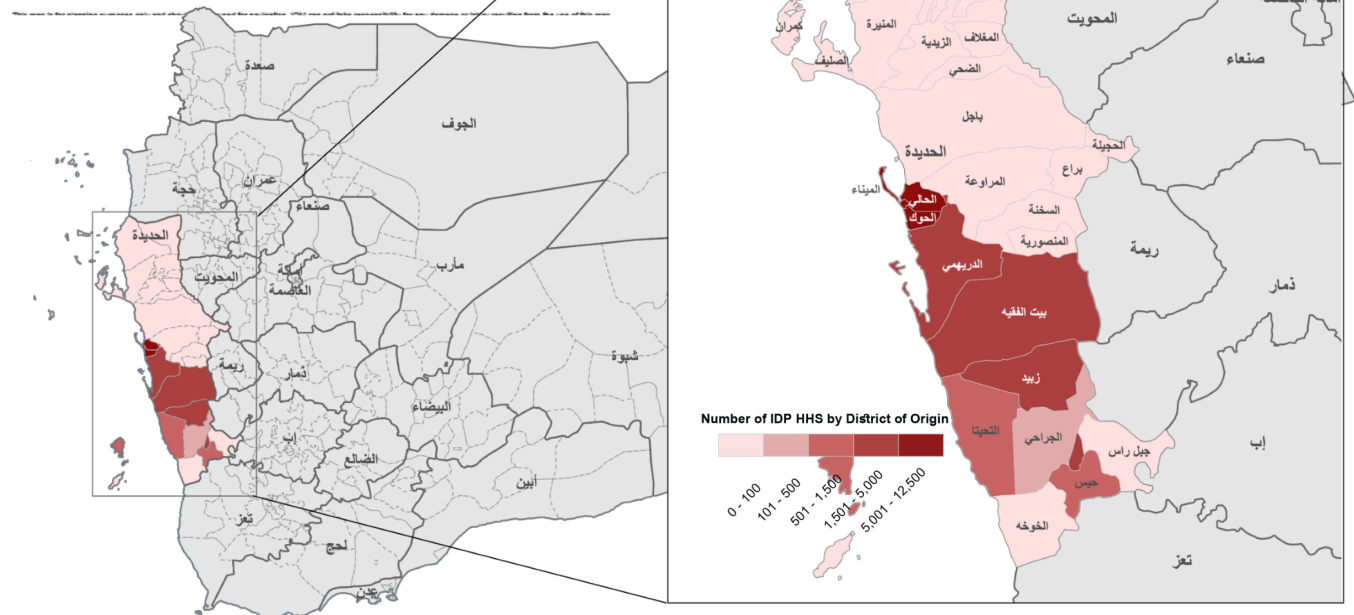 صعدة
الجوف
حجة
عمران
صنعاء
الحديدة
المحويت
أمانة
العاصمة
مأرب
ريمة
ذمار
شبوة
البيضاء
إب
الضالع
أبين
تعز
لحج
عدن
كمران
المنيرة
المحويت
الزيدية
المغلاف
صنعاء
الصليف
الضحي
باجل
الحديدة
الحجيلة
براع
الميناء
المراوعة
الحالي
الحوك
السخنة
المنصورية
ريمة
الدريهمي
ذمار
بيت الفقيه
زبيد
Number of IDP HHS by District of Origin
0 - 100
101 - 500
501 - 1,500
1,501 - 5,000
5,001 - 12,500
التحيتا
الجراحي
جبل راس
إب
حيس
الخوخه
تعز